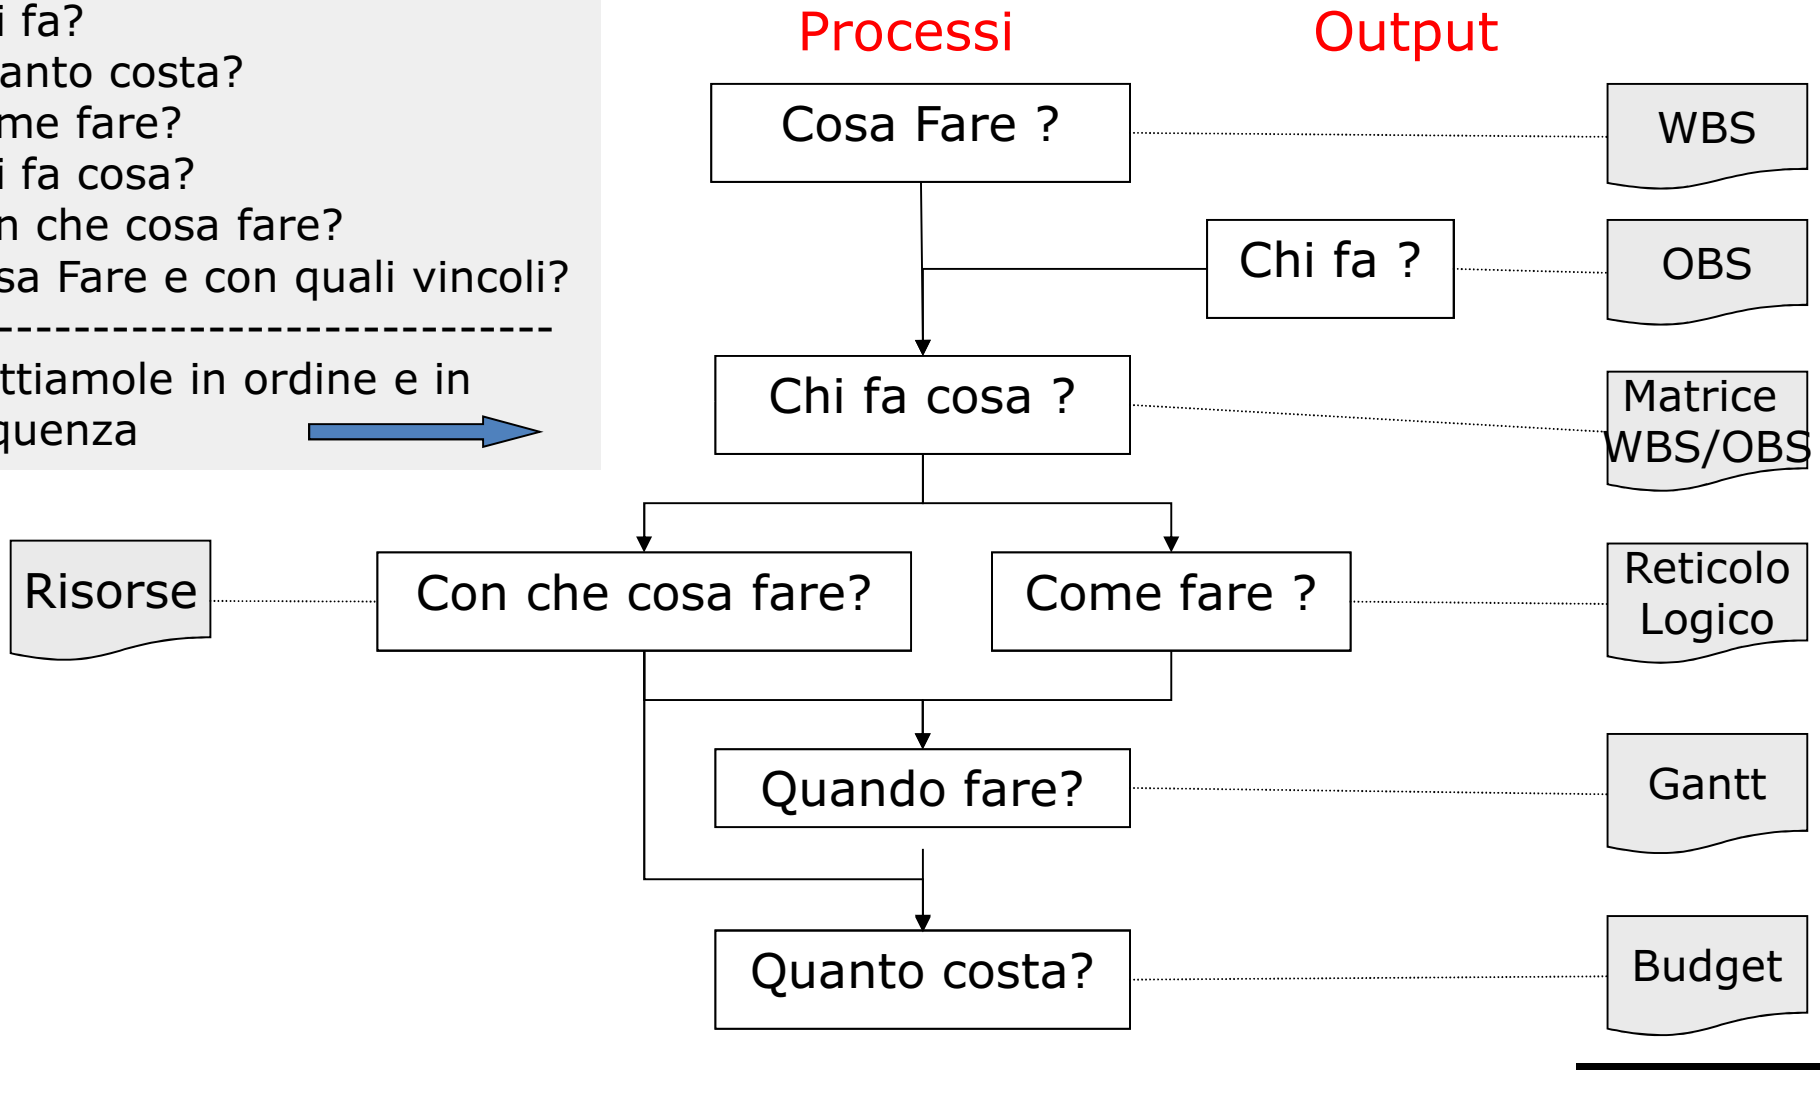 i fa?
anto costa?
me fare?
i fa cosa?
n che cosa fare?
sa Fare e con quali vincoli?
-----------------------------
ttiamole in ordine e in
quenza
Processi
Output
Cosa Fare ?
WBS
Chi fa ?
OBS
Chi fa cosa ?
Matrice
WBS/OBS
Risorse
Con che cosa fare?
Come fare ?
Reticolo
Logico
Quando fare?
Gantt
Quanto costa?
Budget